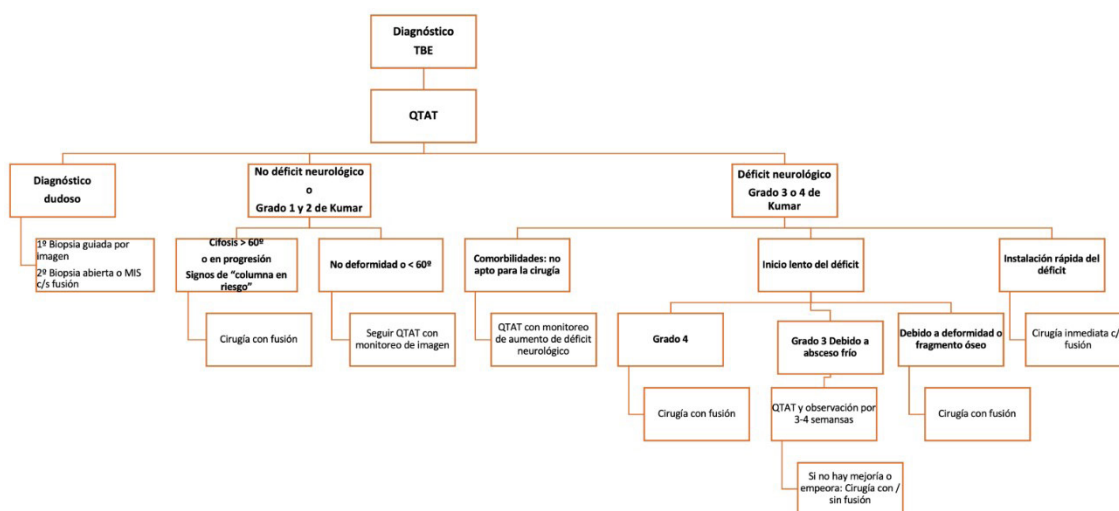 Diagnóstico
TBE
QTAT
Diagnóstico
dudoso
1º Biopsia guiada por
imagen
2º Biopsia abierta o MIS
c/s fusión
No déficit neurológico
o
Grado 1 y 2 de Kumar
Cifosis > 60º
o en progresión
Signos de "columna en
riesgo"
Cirugía con fusión
No deformidad o < 60º
Seguir QTAT con
monitoreo de imagen
Déficit neurológico
Grado 3 o 4 de
Kumar
Comorbilidades: no
apto para la cirugía
QTAT con monitoreo
de aumento de déficit
neurológico
Inicio lento del déficit
Grado 4
Cirugía con fusión
Grado 3 Debido a
absceso frío
QTAT y observación por
3-4 semansas
Si no hay mejoría o
empeora: Cirugía con /
sin fusión
Debido a deformidad o
fragmento óseo
Cirugía con fusión
Instalación rápida del
déficit
Cirugía inmediata c/
fusión